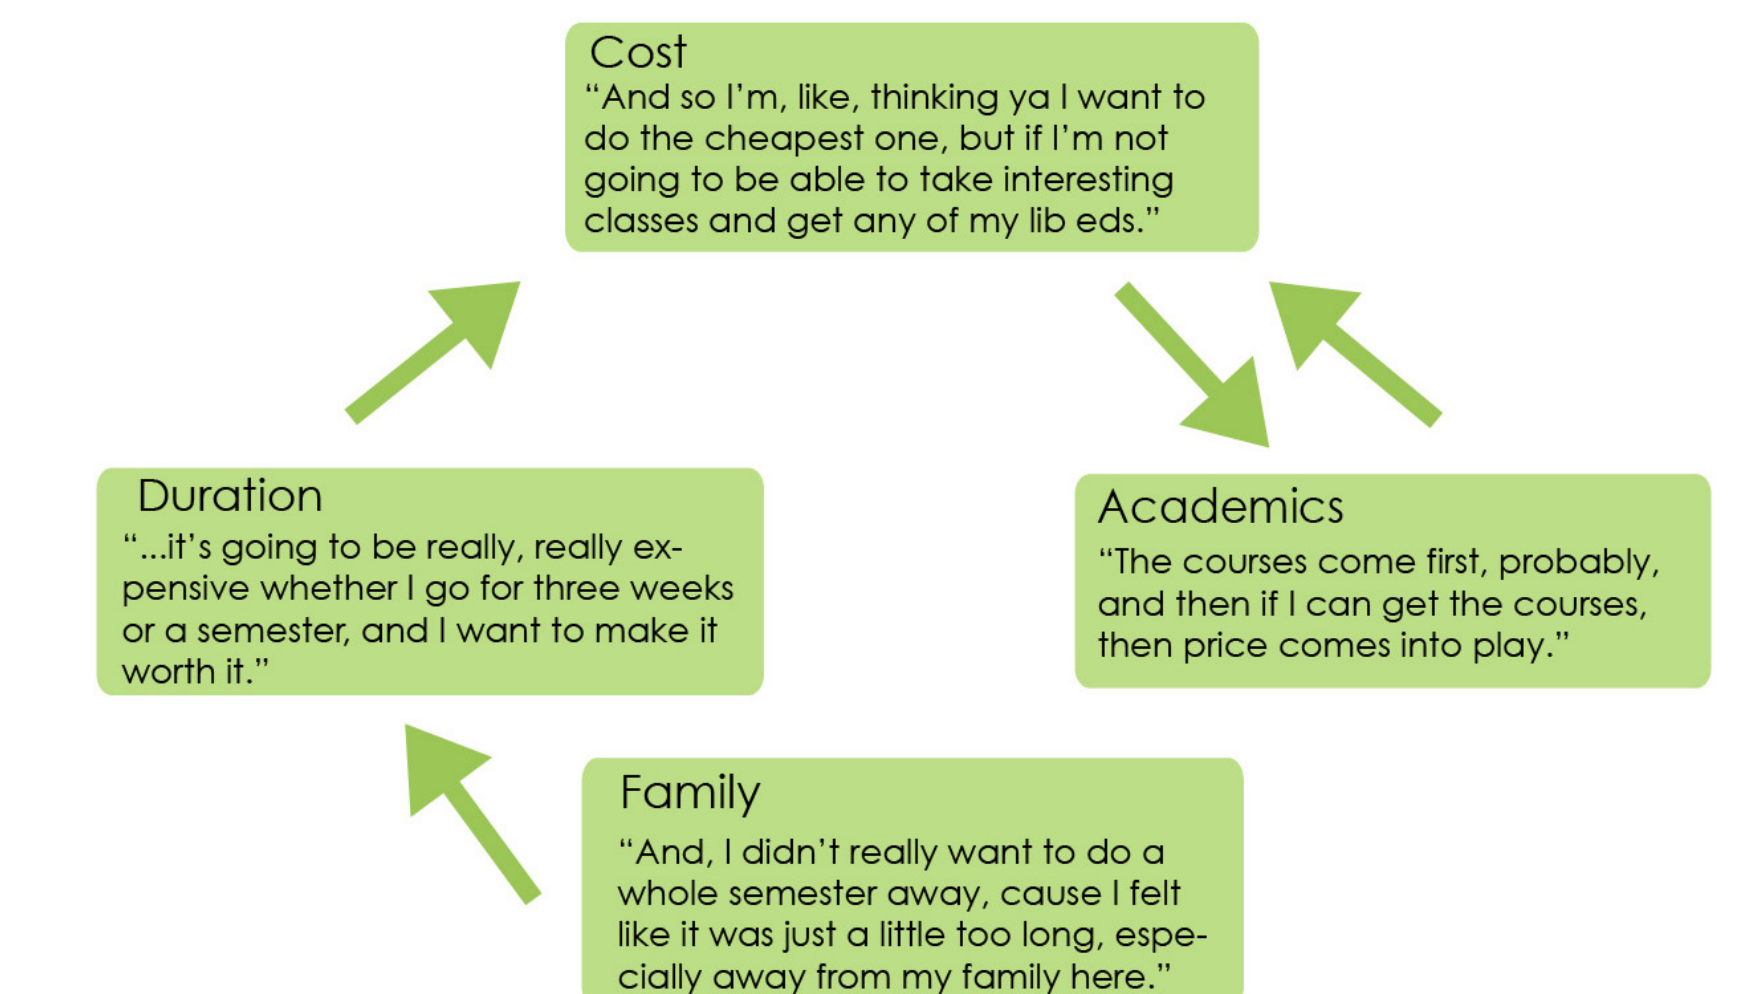 Cost
“And so I’m, like, thinking ya I want to
do the cheapest one, but if I’m not
going to be able to take interesting
classes and get any of my lib eds.”
Duration
“...it’s going to be really, really ex-
pensive whether I go for three weeks
or a semester, and I want to make it
worth it.”
Academics
“The courses come first, probably,
and then if I can get the courses,
then price comes into play.”
Family
“And, I didn’t really want to do a
whole semester away, cause I felt
like it was just a little too long, espe-
cially away from my family here.”